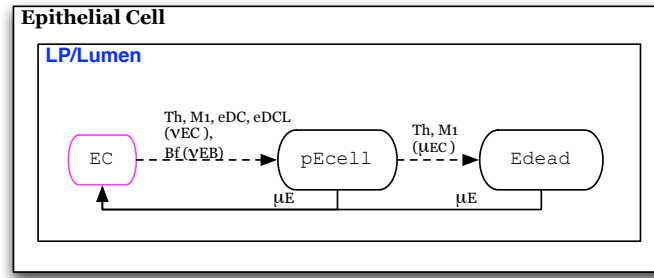 Epithelial Cell
LP/Lumen
Th, M1, eDC, eDCL
(νEC) ,
Bf (νEB)
Th, M1
(μEC )
EC
pEcell
Edead
μE
μE